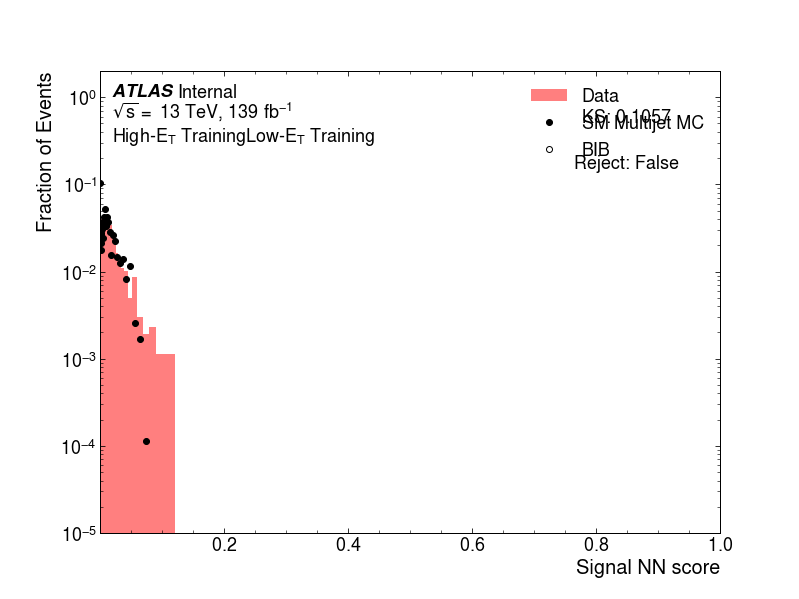 ATLAS Internal
√s = 13 TeV, 139 fb⁻¹
High-E_T TrainingLow-E_T Training
Data
KS: 0.1057
SM Multijet MC
BIB
Reject: False
Fraction of Events
10⁰
10⁻¹
10⁻²
10⁻³
10⁻⁴
10⁻⁵
0.2 0.4 0.6 0.8 1.0
Signal NN score